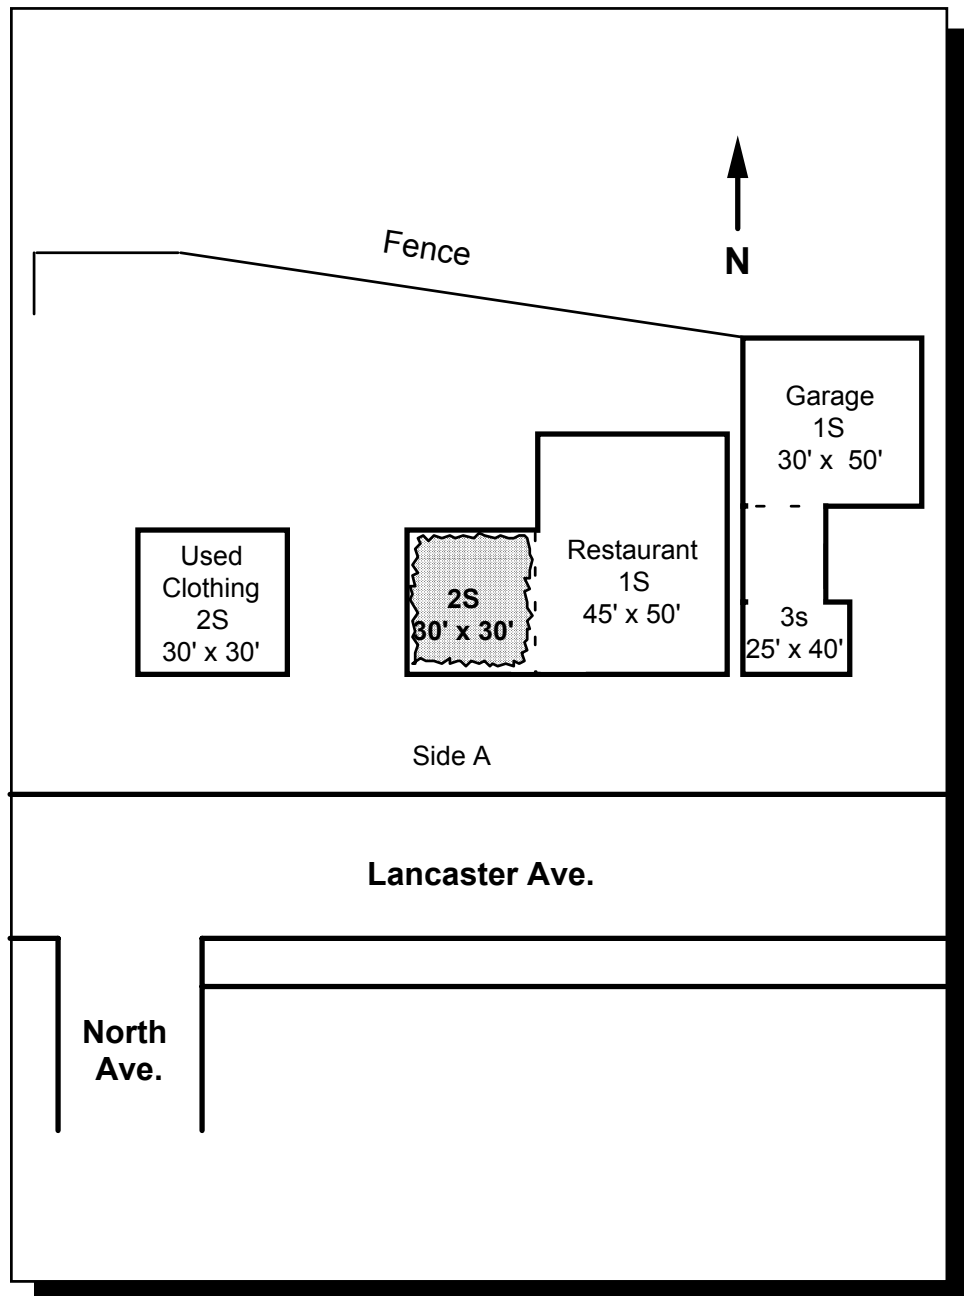 Fence
N
Garage
1S
30' x  50'
Used
Clothing
2S
30' x 30'
2S
30' x 30'
Restaurant
1S
45' x 50'
3s
25' x 40'
Side A
Lancaster Ave.
North
Ave.